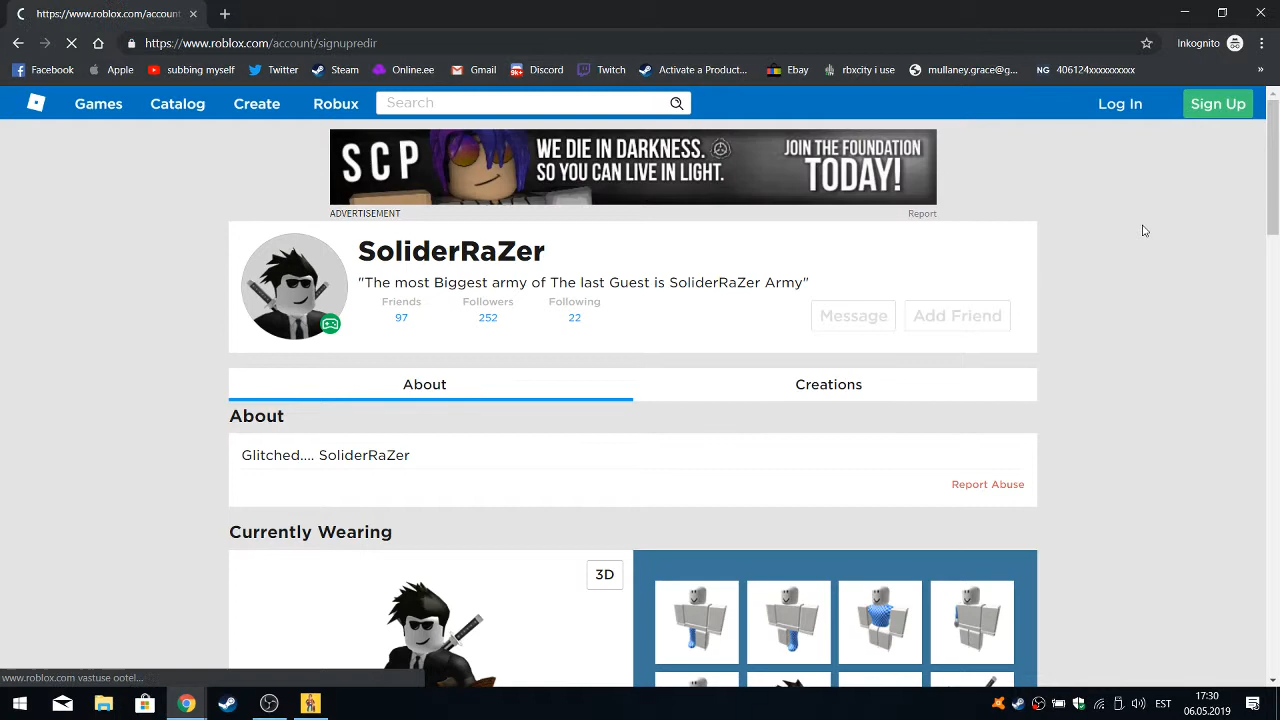 https://www.roblox.com/account
https://www.roblox.com/account/signupredir
Inkognito
Facebook
Apple
subbing myself
Twitter
Steam
Online.ee
Gmail
Discord
Twitch
Activate a Product...
Ebay
rbxcity i use
mullaney.grace@g...
NG 406124xxxxxxxx
»
Games
Catalog
Create
Robux
Search
Log In
Sign Up
SCP
WE DIE IN DARKNESS.
SO YOU CAN LIVE IN LIGHT.
JOIN THE FOUNDATION
TODAY!
ADVERTISEMENT
Report
SoliderRaZer
"The most Biggest army of The last Guest is SoliderRaZer Army"
Friends
Followers
Following
97
252
22
Message
Add Friend
About
Creations
About
Glitched.... SoliderRaZer
Report Abuse
Currently Wearing
3D
www.roblox.com vastuse ootel...
EST
17:30
06.05.2019